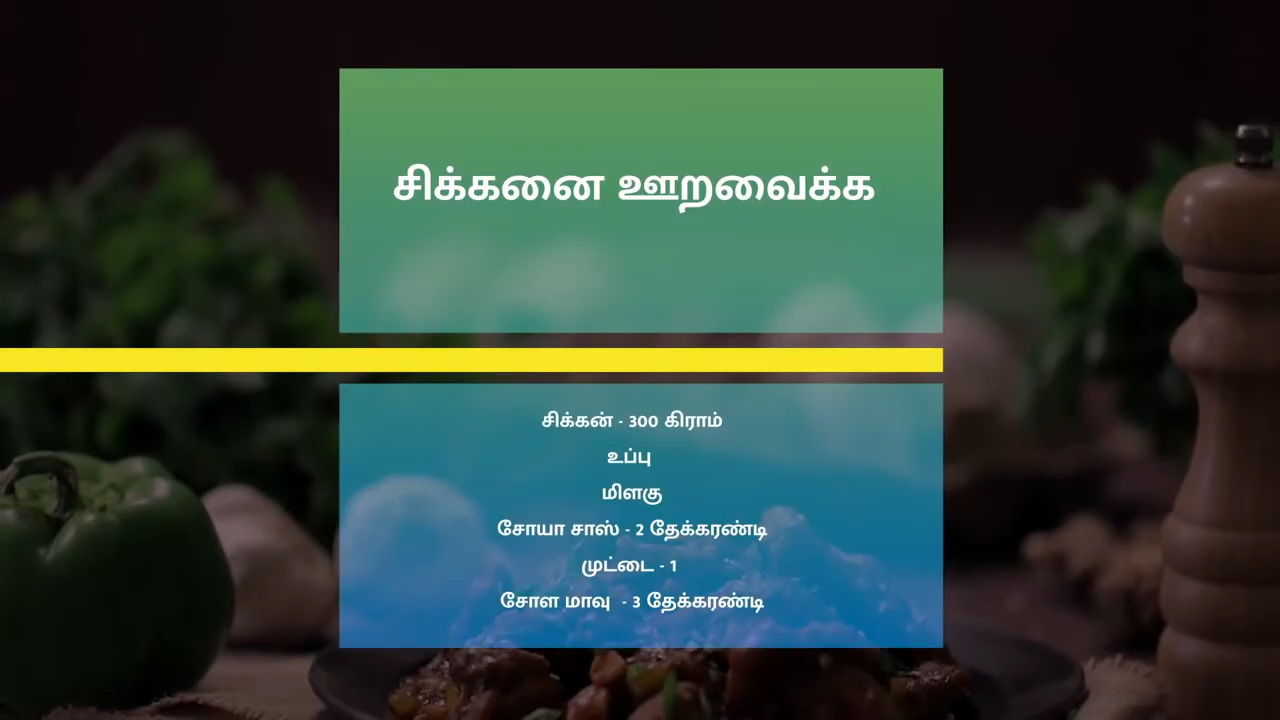 சிக்கனை ஊறவைக்க
சிக்கன் - 300 கிராம்
உப்பு
மிளகு
சோயா சாஸ் - 2 தேக்கரண்டி
முட்டை - 1
சோள மாவு - 3 தேக்கரண்டி